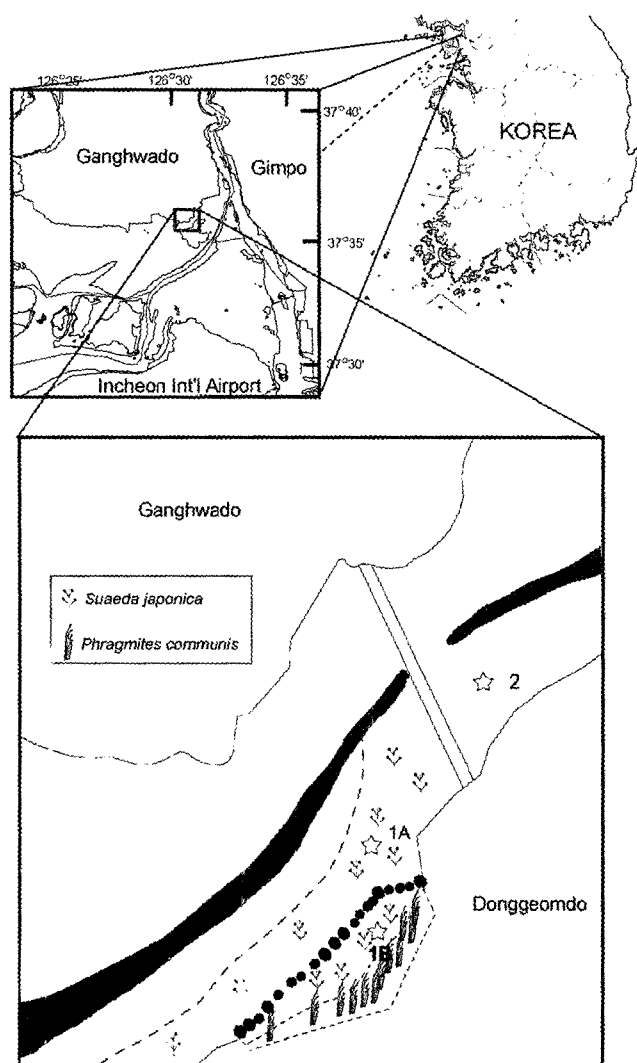 126°25'
126°30'
126°35'
37°40'
KOREA
Ganghwado
Gimpo
37°35'
37°30'
Incheon Int'l Airport
Ganghwado
Suaeda japonica
Phragmites communis
2
1A
Donggeomdo
1B